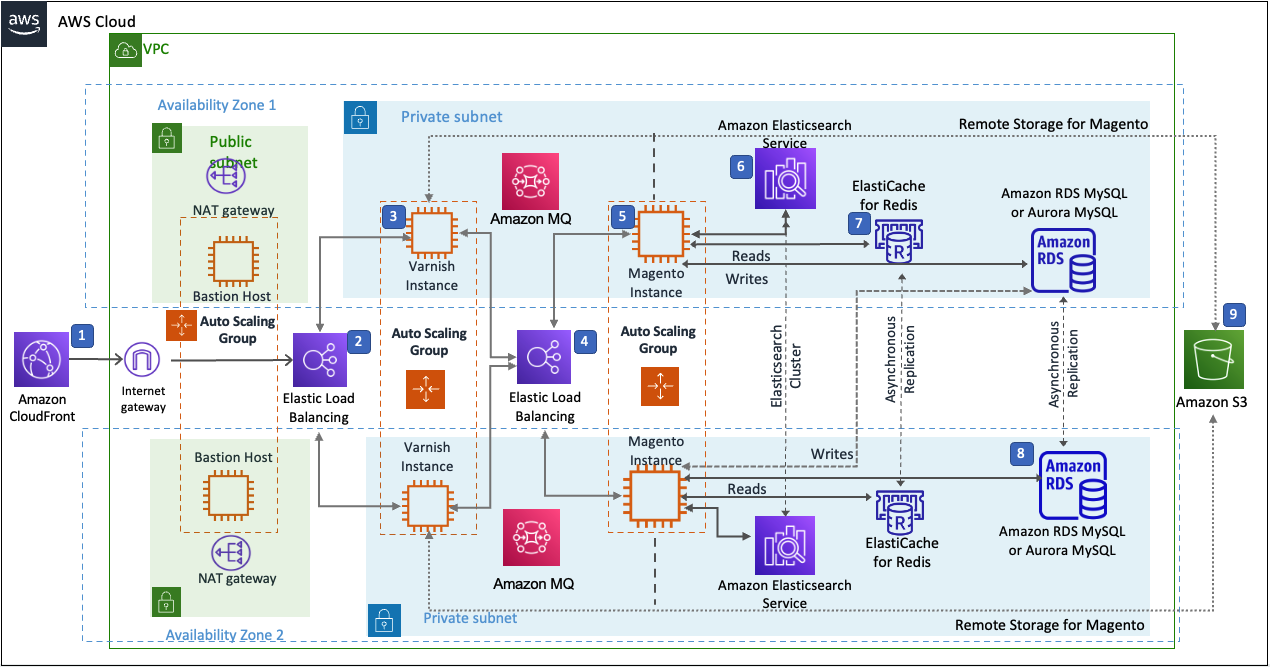 aws
AWS Cloud
VPC
Availability Zone 1
Public
subnet
NAT gateway
Bastion Host
Private subnet
Remote Storage for Magento
Amazon MQ
3
Varnish
Instance
5
Magento
Instance
Amazon Elasticsearch
Service
6
ElastiCache
for Redis
7
R
Amazon RDS MySQL
or Aurora MySQL
Amazon
RDS
Reads
Writes
Auto Scaling
Group
1
Amazon
CloudFront
Internet
gateway
2
Elastic Load
Balancing
Auto Scaling
Group
4
Elastic Load
Balancing
Auto Scaling
Group
Elasticsearch
Cluster
Asynchronous
Replication
Asynchronous
Replication
9
Amazon S3
Bastion Host
NAT gateway
Availability Zone 2
Varnish
Instance
Amazon MQ
Private subnet
Magento
Instance
Writes
Reads
8
Amazon
RDS
Amazon RDS MySQL
or Aurora MySQL
R
ElastiCache
for Redis
Amazon Elasticsearch
Service
Remote Storage for Magento